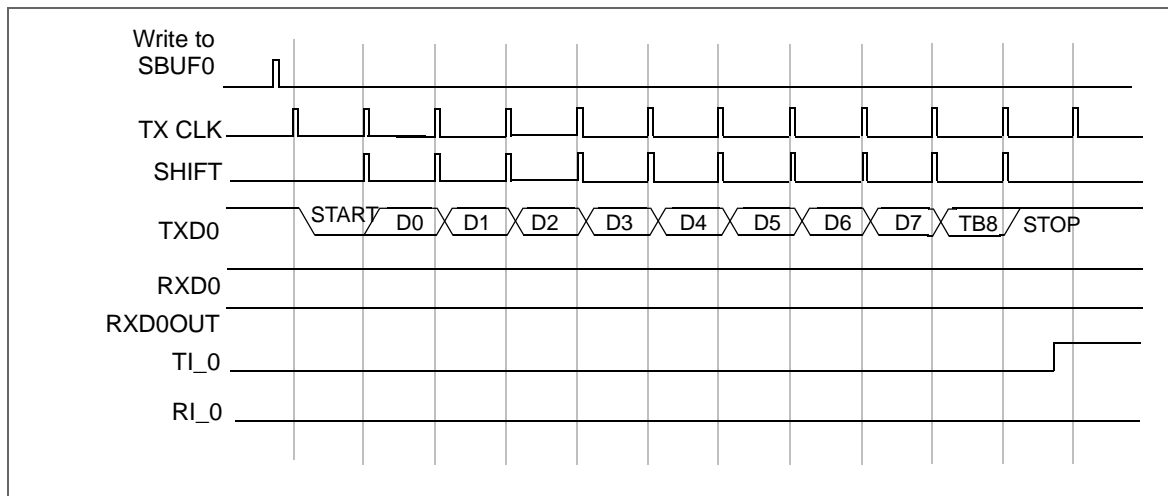 Write to
SBUF0
TX CLK
SHIFT
TXD0 START D0 D1 D2 D3 D4 D5 D6 D7 TB8 STOP
RXD0
RXD0OUT
TI_0
RI_0